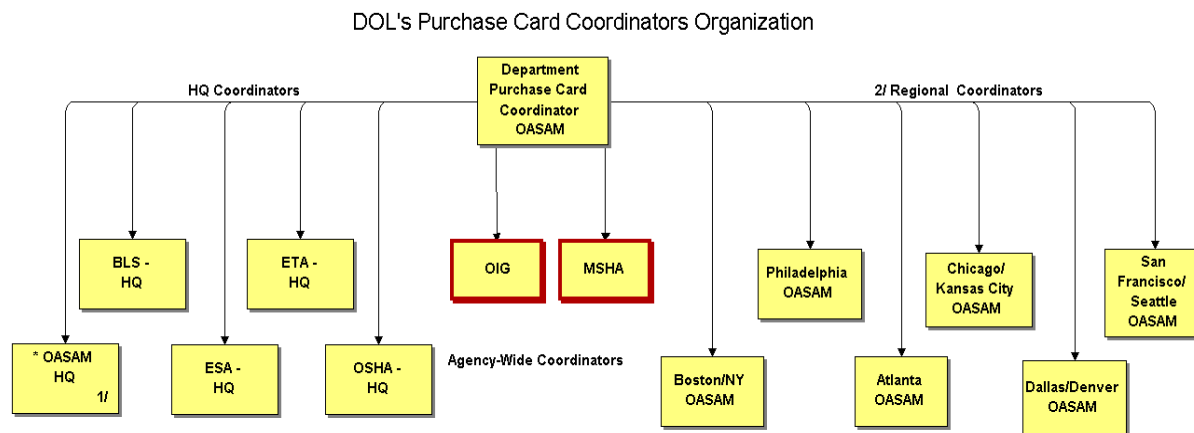 DOL's Purchase Card Coordinators Organization
Department
Purchase Card
Coordinator
OASAM
HQ Coordinators
2/ Regional Coordinators
BLS -
HQ
ETA -
HQ
OIG
MSHA
Philadelphia
OASAM
Chicago/
Kansas City
OASAM
San
Francisco/
Seattle
OASAM
* OASAM
HQ
1/
ESA -
HQ
OSHA -
HQ
Agency-Wide Coordinators
Boston/NY
OASAM
Atlanta
OASAM
Dallas/Denver
OASAM